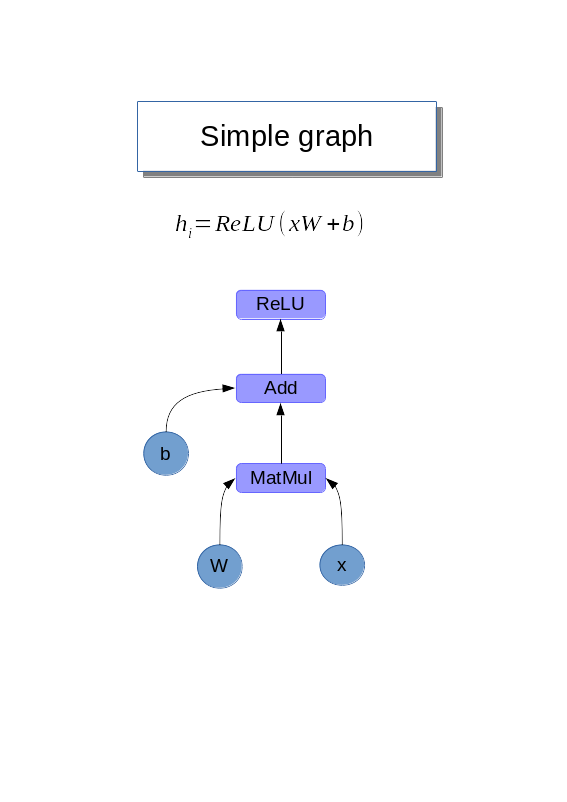 Simple graph
h_i=ReLU(xW+b)
ReLU
Add
b
MatMul
W x